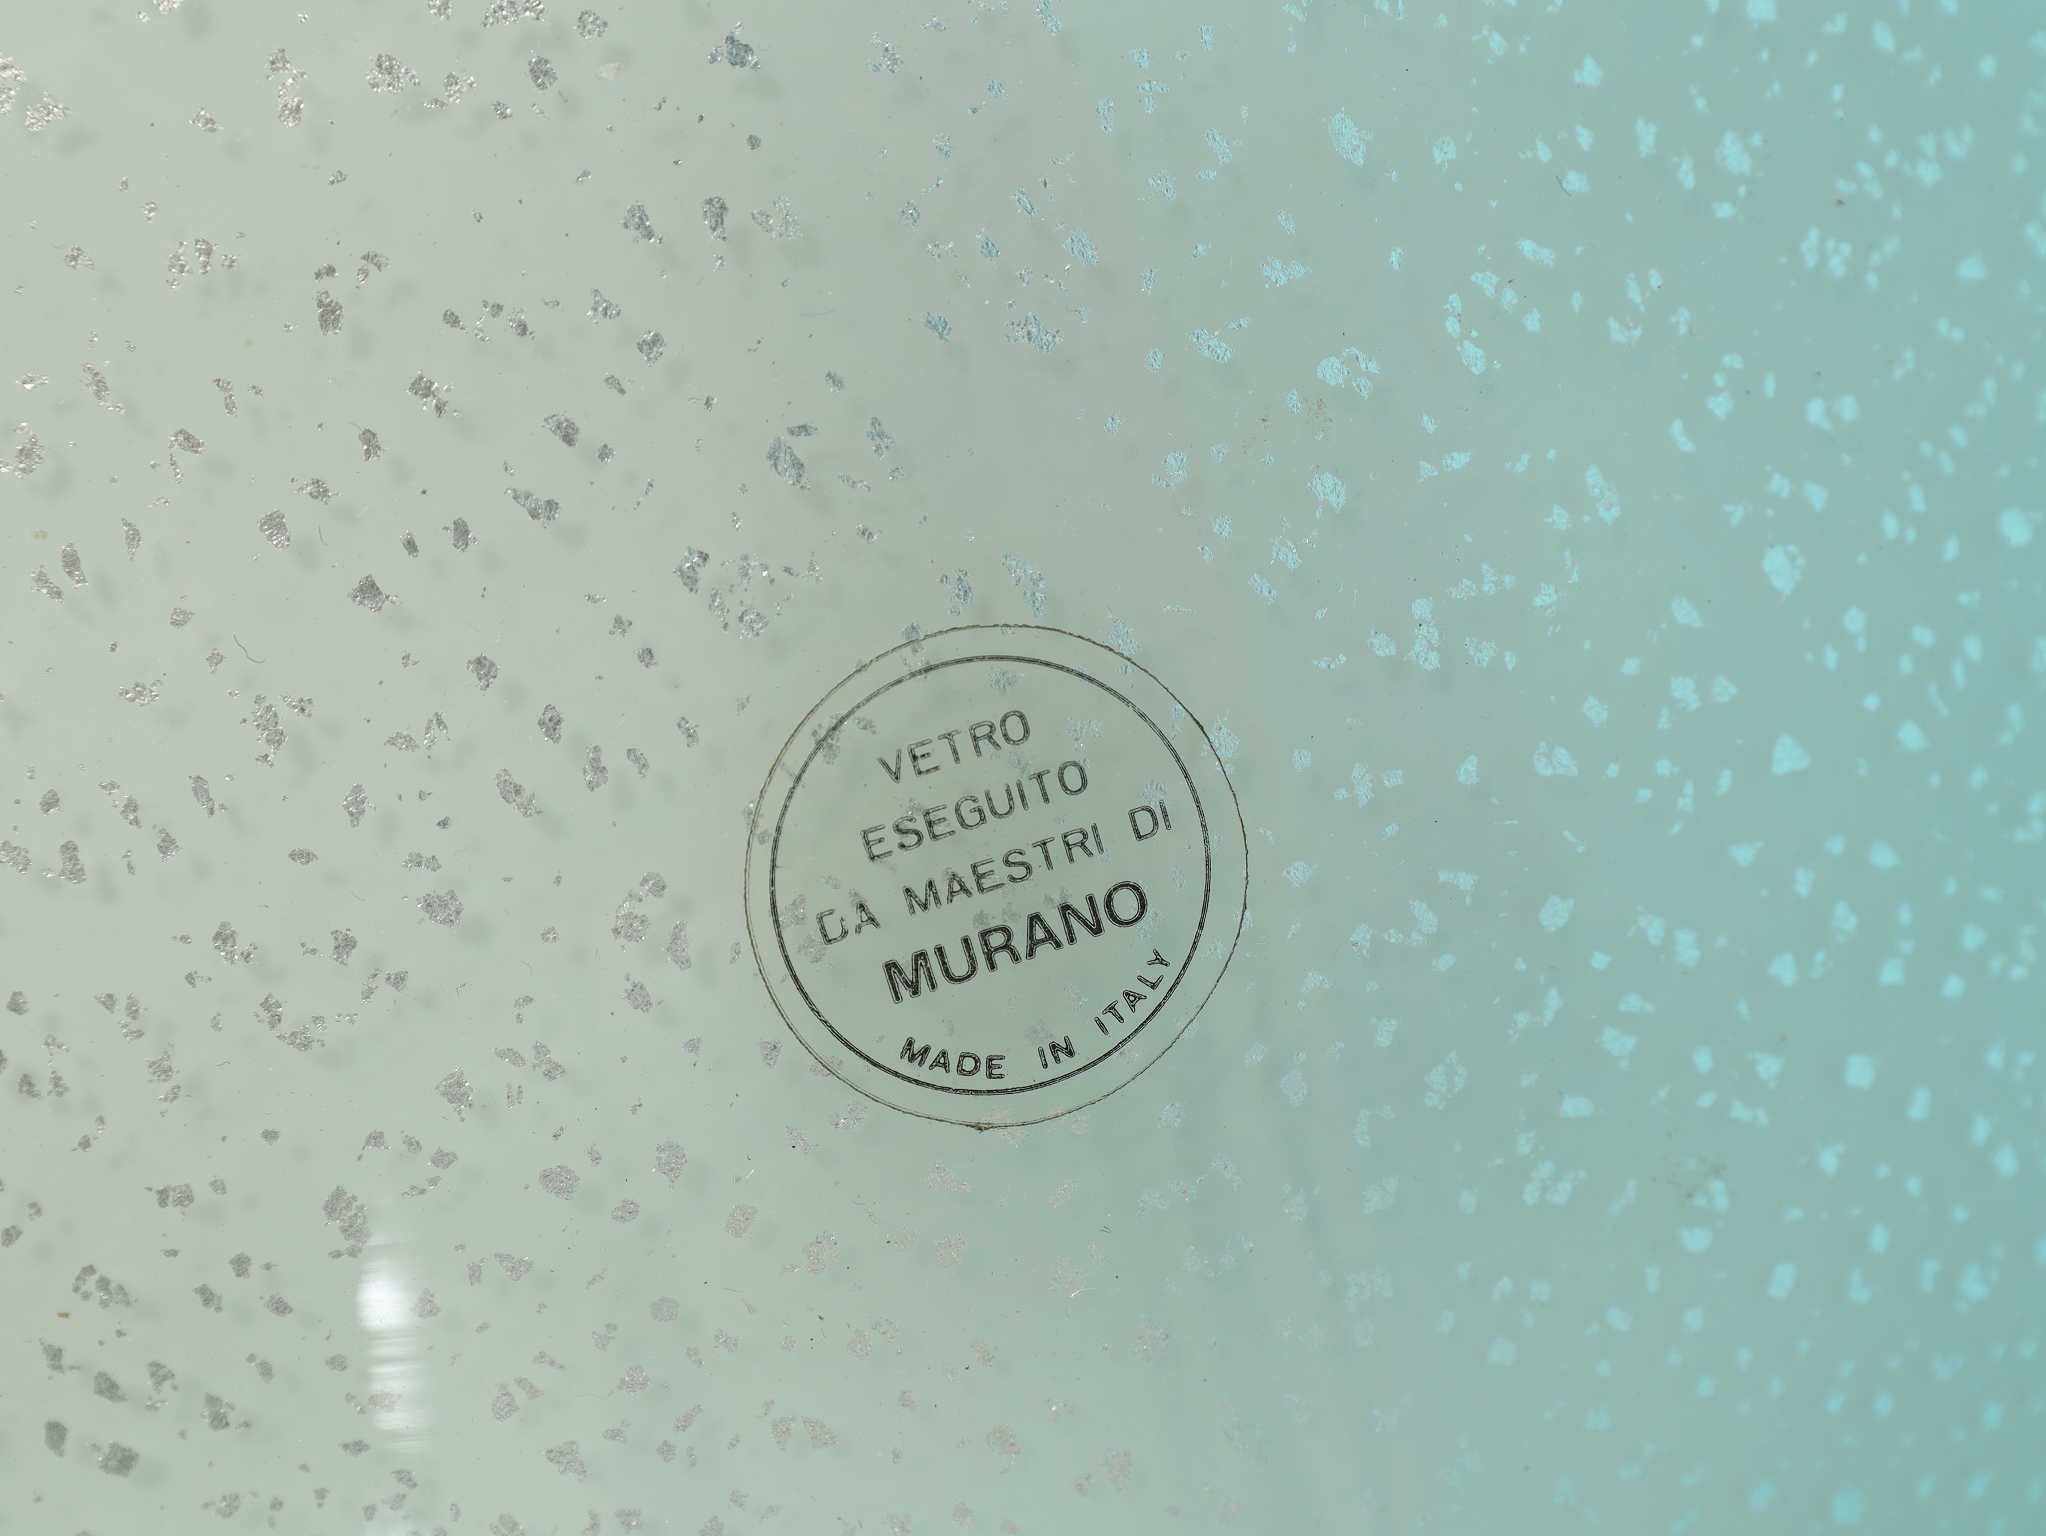 VETRO
ESEGUITO
DA MAESTRI DI
MURANO
MADE IN ITALY